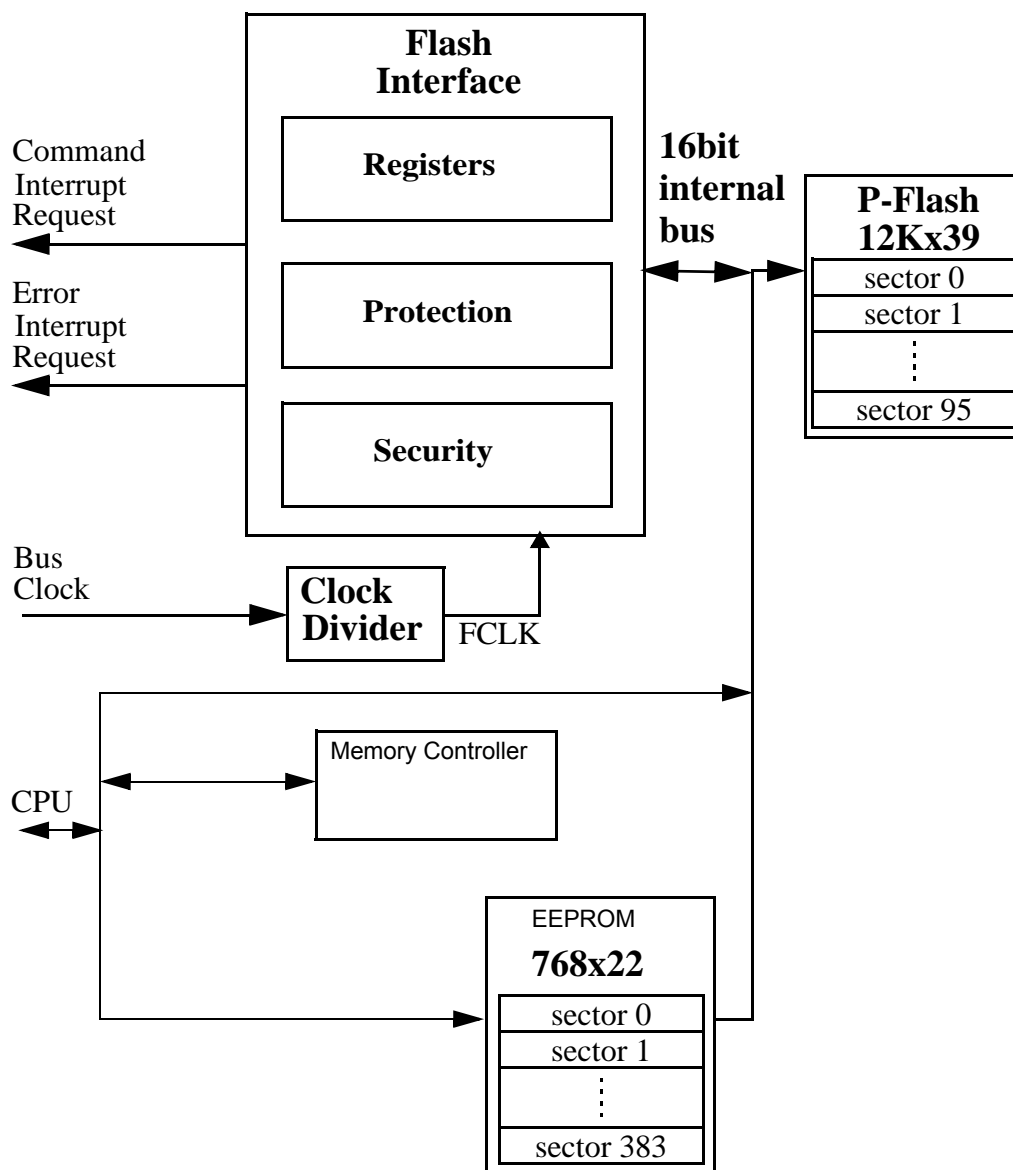 Flash
Interface
Registers
Protection
Security
Command
Interrupt
Request
Error
Interrupt
Request
16bit
internal
bus
P-Flash
12Kx39
sector 0
sector 1
sector 95
Bus
Clock
Clock
Divider
FCLK
Memory Controller
CPU
EEPROM
768x22
sector 0
sector 1
sector 383